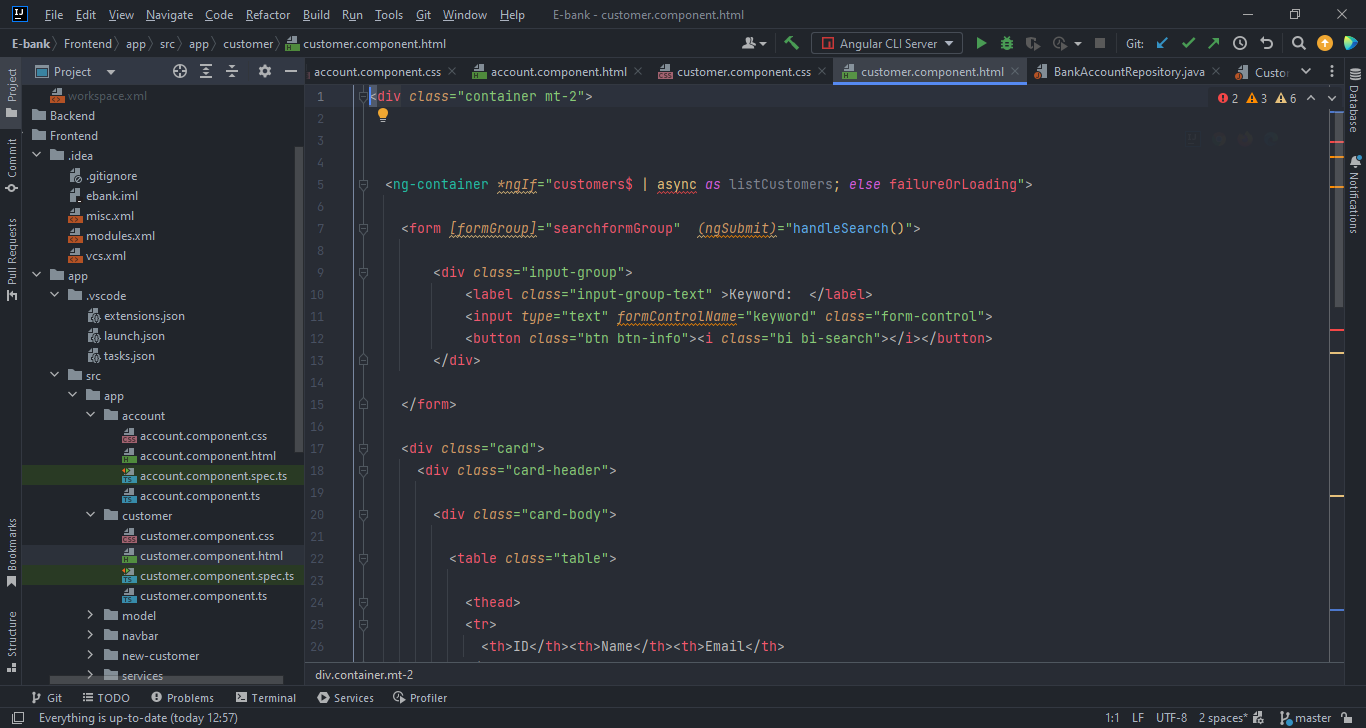 File Edit View Navigate Code Refactor Build Run Tools Git Window Help E-bank - customer.component.html
E-bank Frontend app src app customer customer.component.html Angular CLI Server Git:
Project
account.component.css account.component.html customer.component.css customer.component.html BankAccountRepository.java Custo
Project
Commit
Pull Requests
Bookmarks
Structure
workspace.xml
Backend
Frontend
.idea
.gitignore
ebank.iml
misc.xml
modules.xml
vcs.xml
app
.vscode
extensions.json
launch.json
tasks.json
src
app
account
account.component.css
account.component.html
account.component.spec.ts
account.component.ts
customer
customer.component.css
customer.component.html
customer.component.spec.ts
customer.component.ts
model
navbar
new-customer
services
1 <div class="container mt-2">
2
3
4
5 <ng-container *ngIf="customers$ | async as listCustomers; else failureOrLoading">
6
7 <form [formGroup]="searchformGroup" (ngSubmit)="handleSearch()">
8
9 <div class="input-group">
10 <label class="input-group-text" >Keyword: </label>
11 <input type="text" formControlName="keyword" class="form-control">
12 <button class="btn btn-info"><i class="bi bi-search"></i></button>
13 </div>
14
15 </form>
16
17 <div class="card">
18 <div class="card-header">
19
20 <div class="card-body">
21
22 <table class="table">
23
24 <thead>
25 <tr>
26 <th>ID</th><th>Name</th><th>Email</th>
2 3 6
Database
Notifications
div.container.mt-2
Git TODO Problems Terminal Services Profiler
Everything is up-to-date (today 12:57) 1:1 LF UTF-8 2 spaces* master